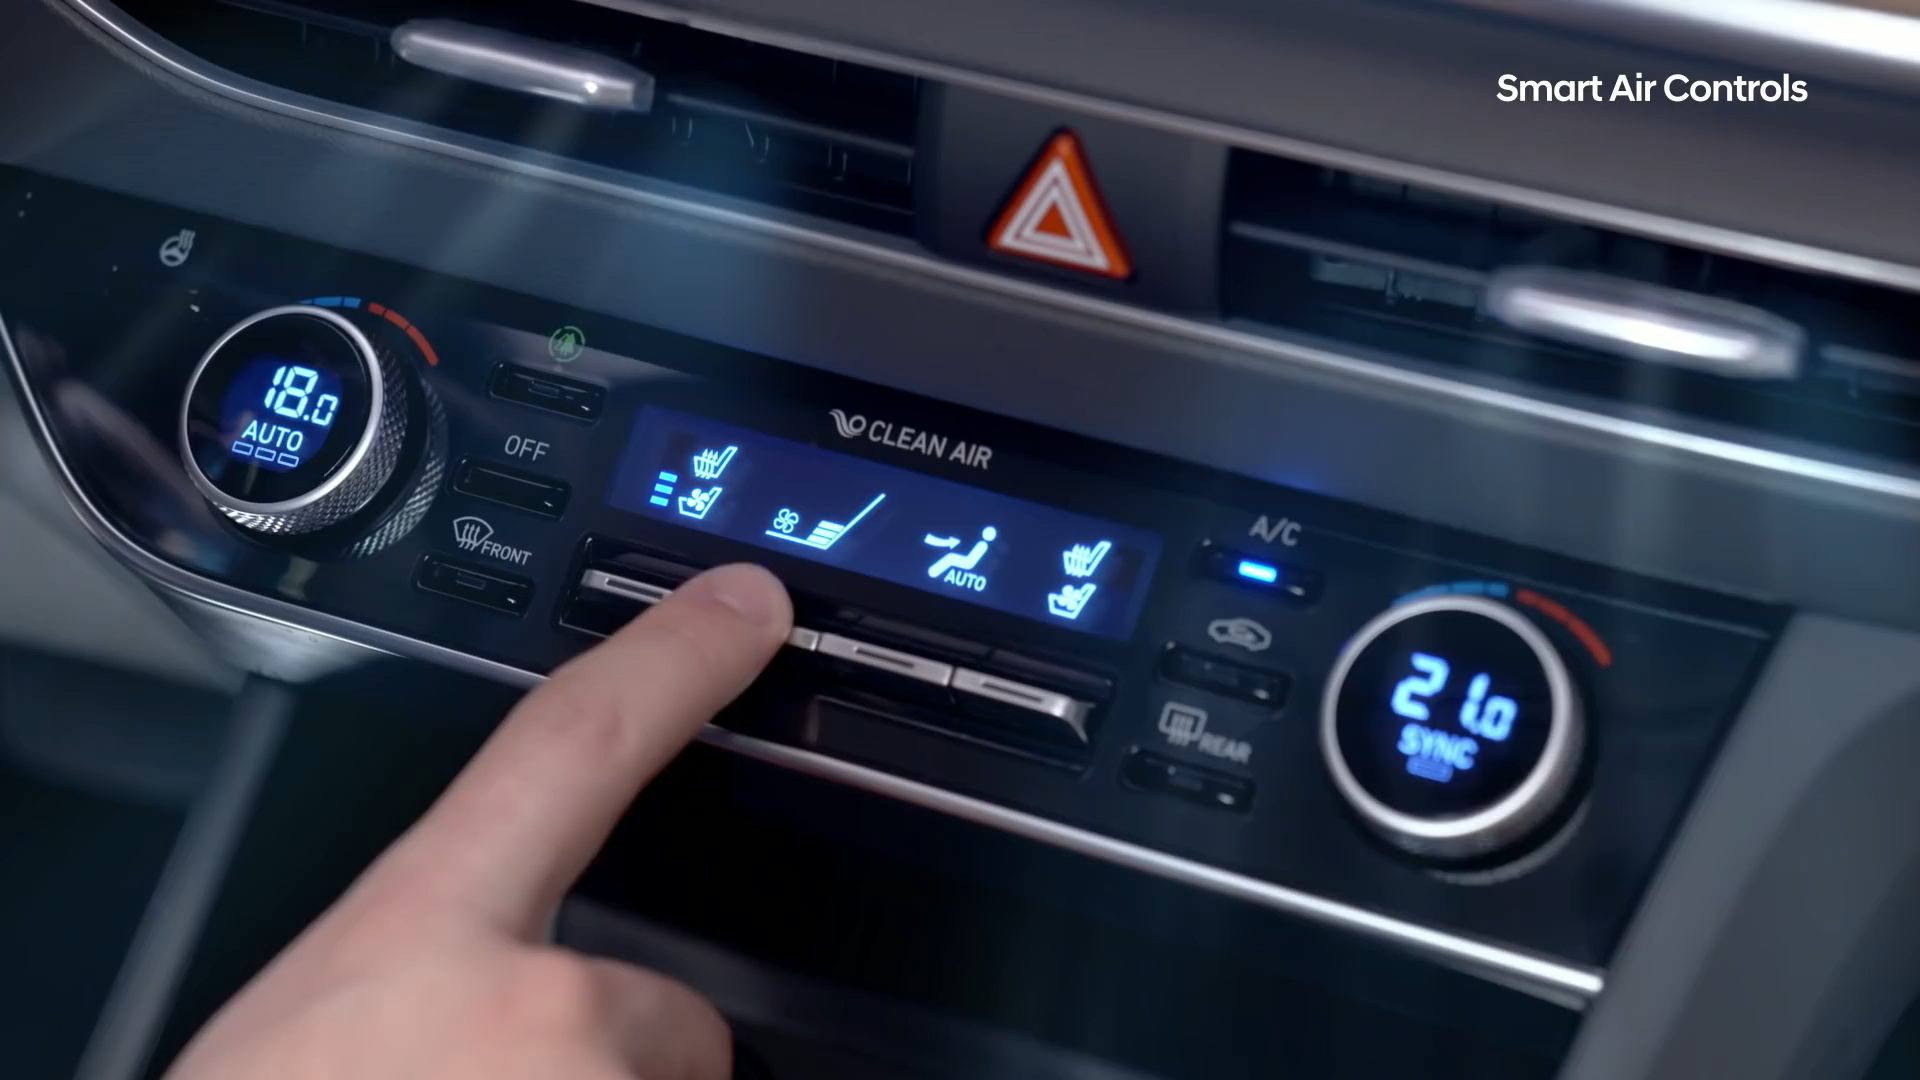 Smart Air Controls
18.0
AUTO
OFF
FRONT
CLEAN AIR
AUTO
A/C
REAR
21.0
SYNC